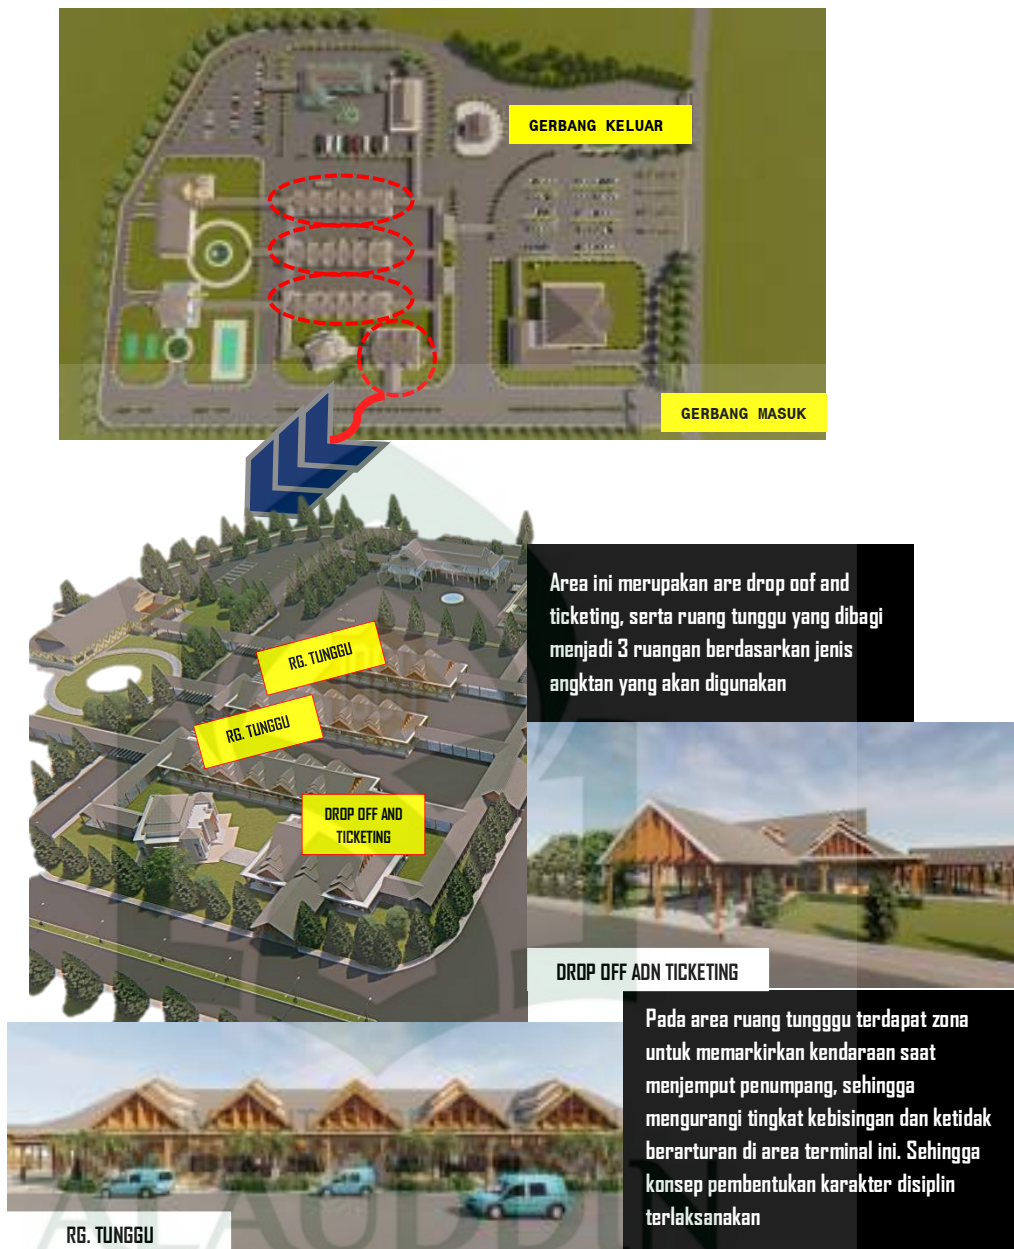 GERBANG KELUAR
GERBANG MASUK
Area ini merupakan are drop oof and
ticketing, serta ruang tunggu yang dibagi
menjadi 3 ruangan berdasarkan jenis
angktan yang akan digunakan
RG. TUNGGU
RG. TUNGGU
DROP OFF AND
TICKETING
DROP OFF ADN TICKETING
Pada area ruang tungggu terdapat zona
untuk memarkirkan kendaraan saat
menjemput penumpang, sehingga
mengurangi tingkat kebisingan dan ketidak
berarturan di area terminal ini. Sehingga
konsep pembentukan karakter disiplin
terlaksanakan
RG. TUNGGU
ALAUDDIN